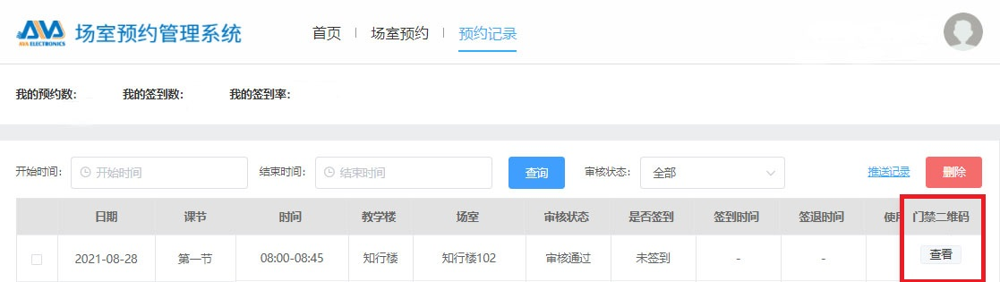 AVA
AVA ELECTRONICS
场室预约管理系统
首页 | 场室预约 | 预约记录
我的预约数: 我的签到数: 我的签到率:
开始时间: 开始时间 结束时间: 结束时间 查询 审核状态: 全部 推送记录 删除
日期 课节 时间 教学楼 场室 审核状态 是否签到 签到时间 签退时间 使用 门禁二维码
2021-08-28 第一节 08:00-08:45 知行楼 知行楼102 审核通过 未签到 - - 查看